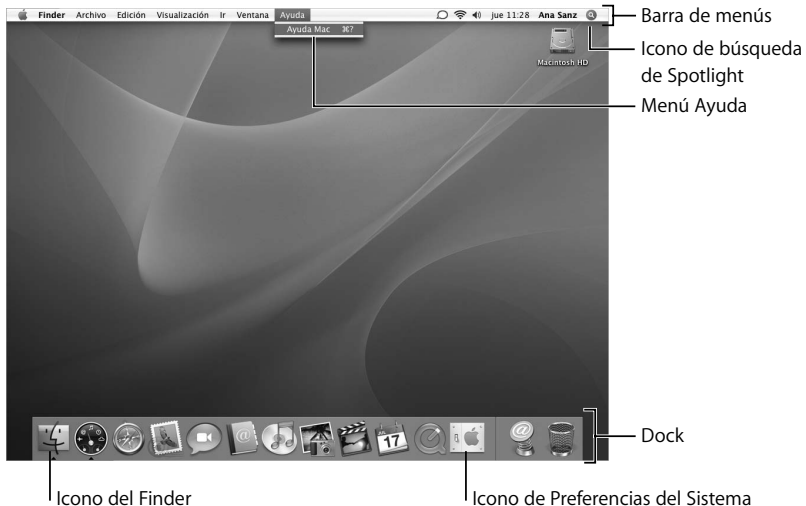 Finder Archivo Edición Visualización Ir Ventana Ayuda jue 11:28 Ana Sanz
Barra de menús
Ayuda Mac ⌘?
Icono de búsqueda
de Spotlight
Macintosh HD
Menú Ayuda
17
Dock
Icono del Finder
Icono de Preferencias del Sistema